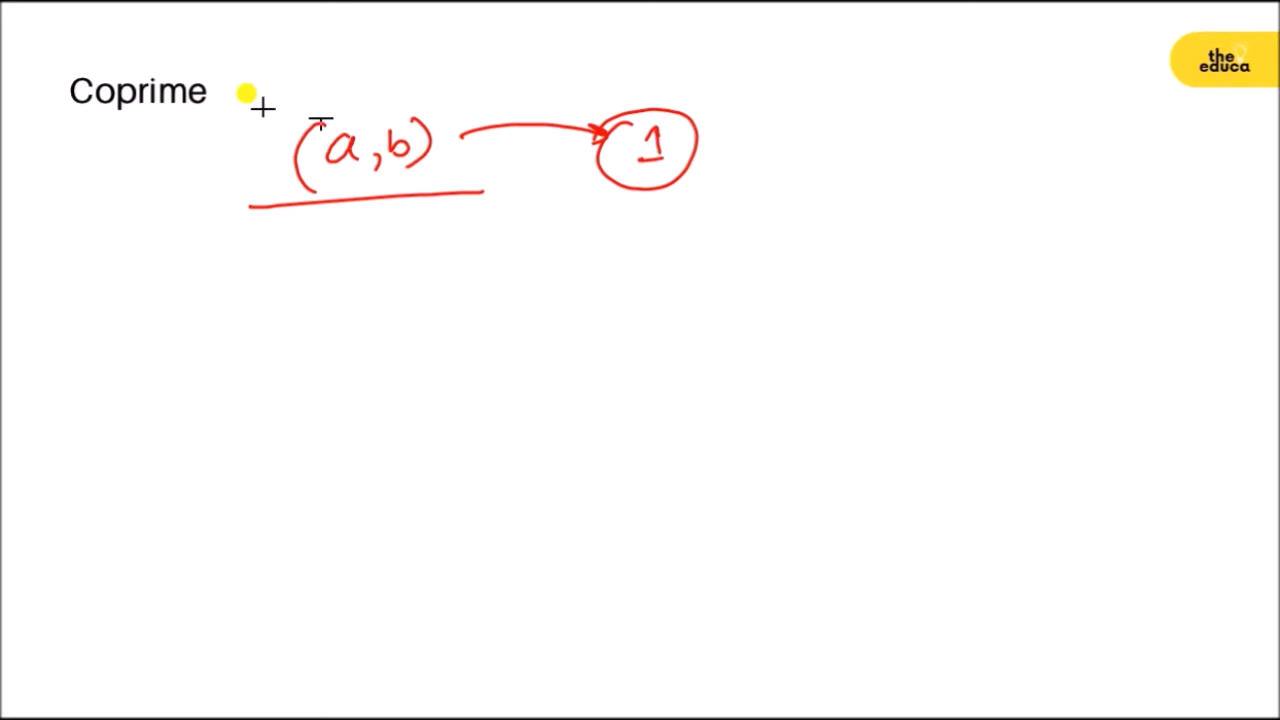 the
educa
Coprime
(a,b) → 1